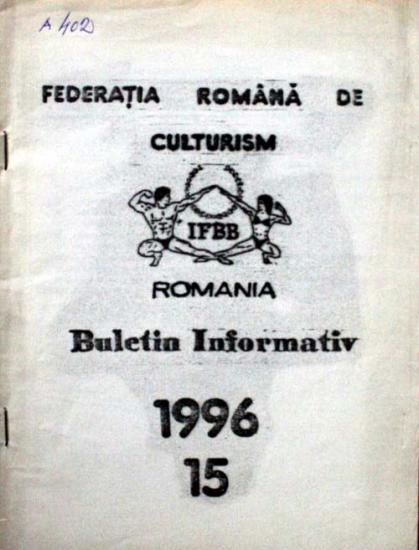 A 402
FEDERAȚIA ROMÂNĂ DE
CULTURISM
IFBB
ROMANIA
Buletin Informativ
1996
15